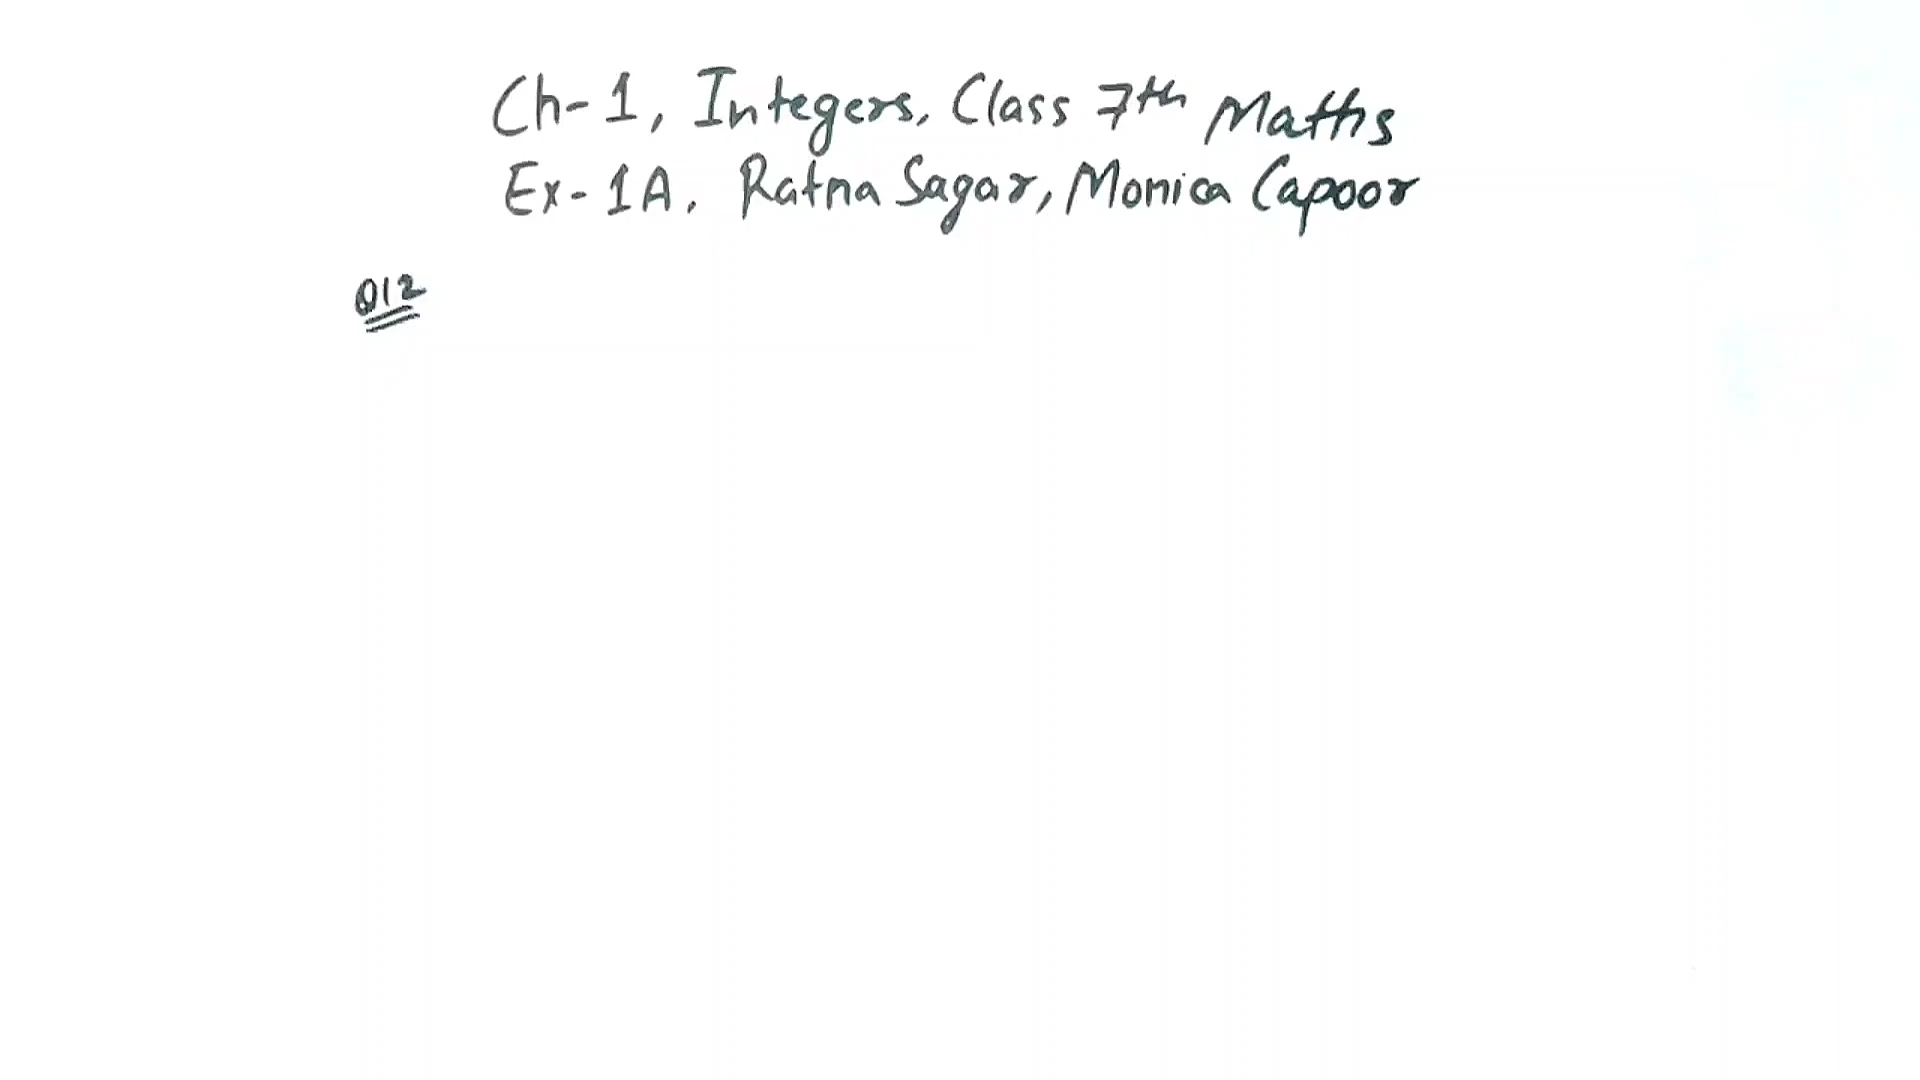 Ch-1, Integers, Class 7th Maths
Ex-1A, Ratna Sagar, Monica Capoor
Q12